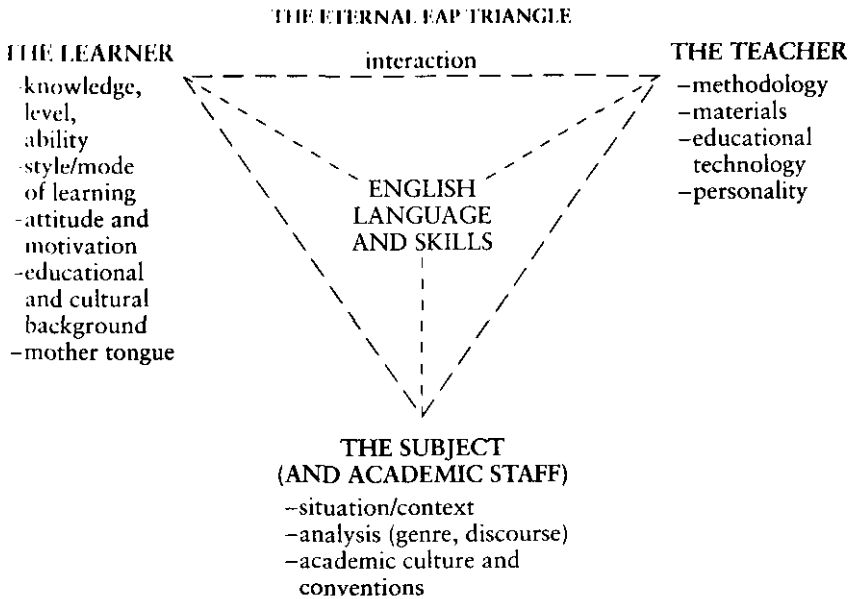 THE ETERNAL EAP TRIANGLE
THE LEARNER
-knowledge,
level,
ability
-style/mode
of learning
-attitude and
motivation
-educational
and cultural
background
-mother tongue
interaction
THE TEACHER
-methodology
-materials
-educational
technology
-personality
ENGLISH
LANGUAGE
AND SKILLS
THE SUBJECT
(AND ACADEMIC STAFF)
-situation/context
-analysis (genre, discourse)
-academic culture and
conventions